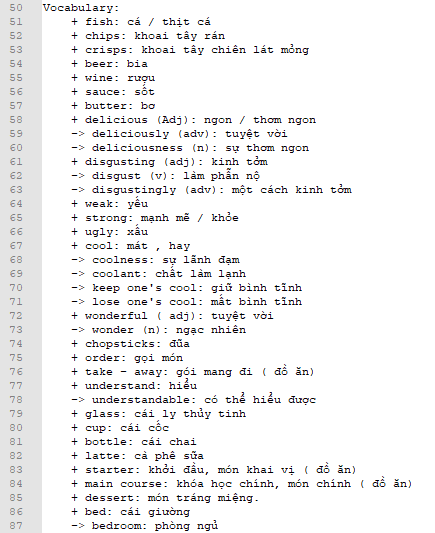 50 Vocabulary:
51 + fish: cá / thịt cá
52 + chips: khoai tây rán
53 + crisps: khoai tây chiên lát mỏng
54 + beer: bia
55 + wine: rượu
56 + sauce: sốt
57 + butter: bơ
58 + delicious (Adj): ngon / thơm ngon
59 -> deliciously (adv): tuyệt vời
60 -> deliciousness (n): sự thơm ngon
61 + disgusting (adj): kinh tởm
62 -> disgust (v): làm phẫn nộ
63 -> disgustingly (adv): một cách kinh tởm
64 + weak: yếu
65 + strong: mạnh mẽ / khỏe
66 + ugly: xấu
67 + cool: mát , hay
68 -> coolness: sự lãnh đạm
69 -> coolant: chất làm lạnh
70 -> keep one's cool: giữ bình tĩnh
71 -> lose one's cool: mất bình tĩnh
72 + wonderful ( adj): tuyệt vời
73 -> wonder (n): ngạc nhiên
74 + chopsticks: đũa
75 + order: gọi món
76 + take - away: gói mang đi ( đồ ăn)
77 + understand: hiểu
78 -> understandable: có thể hiểu được
79 + glass: cái ly thủy tinh
80 + cup: cái cốc
81 + bottle: cái chai
82 + latte: cà phê sữa
83 + starter: khởi đầu, món khai vị ( đồ ăn)
84 + main course: khóa học chính, món chính ( đồ ăn)
85 + dessert: món tráng miệng.
86 + bed: cái giường
87 -> bedroom: phòng ngủ